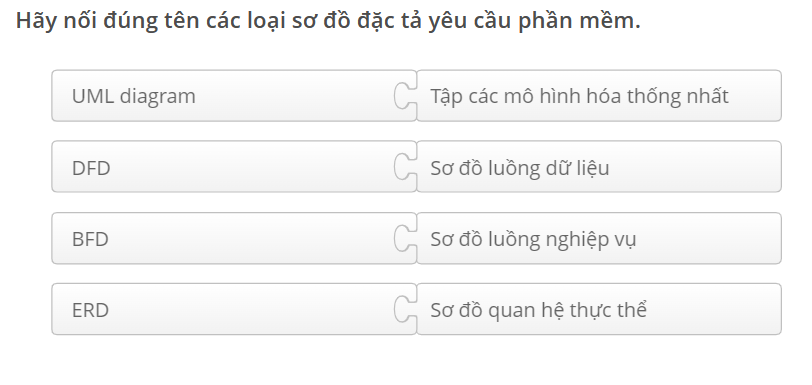 Hãy nối đúng tên các loại sơ đồ đặc tả yêu cầu phần mềm.
UML diagram
Tập các mô hình hóa thống nhất
DFD
Sơ đồ luồng dữ liệu
BFD
Sơ đồ luồng nghiệp vụ
ERD
Sơ đồ quan hệ thực thể